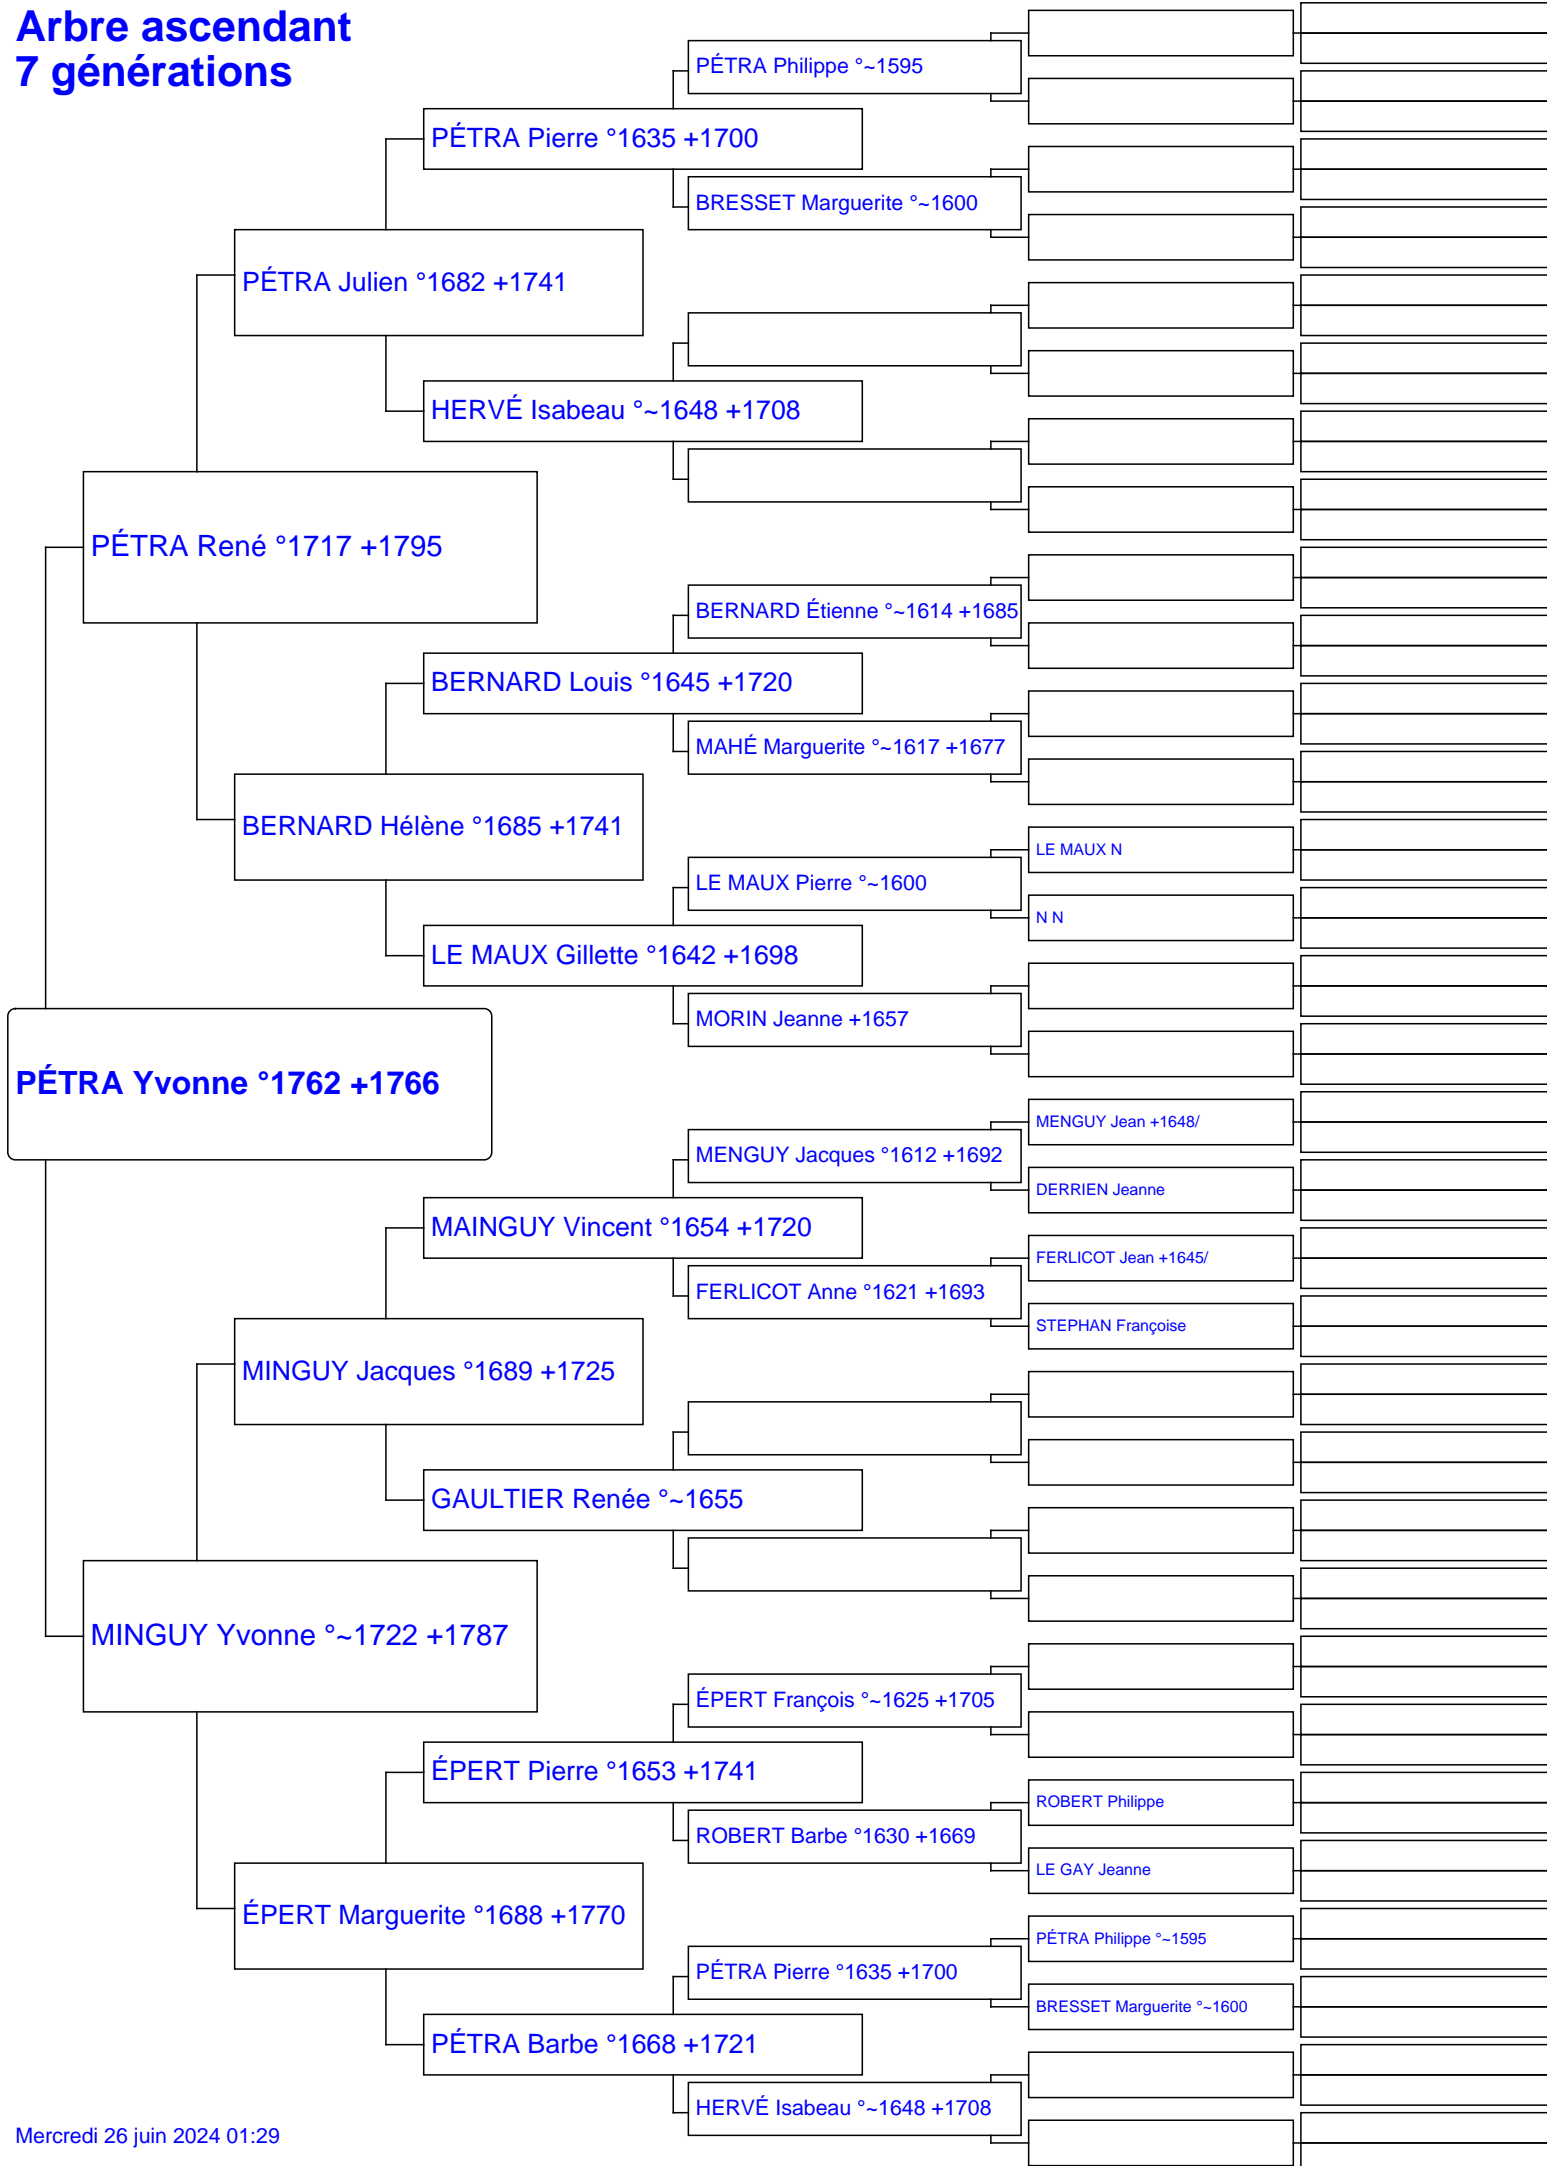 Arbre ascendant
7 générations
PÉTRA Philippe °~1595
PÉTRA Pierre °1635 +1700
BRESSET Marguerite °~1600
PÉTRA Julien °1682 +1741
HERVÉ Isabeau °~1648 +1708
PÉTRA René °1717 +1795
BERNARD Étienne °~1614 +1685
BERNARD Louis °1645 +1720
MAHÉ Marguerite °~1617 +1677
BERNARD Hélène °1685 +1741
LE MAUX N
LE MAUX Pierre °~1600
N N
LE MAUX Gillette °1642 +1698
MORIN Jeanne +1657
PÉTRA Yvonne °1762 +1766
MENGUY Jean +1648/
MENGUY Jacques °1612 +1692
DERRIEN Jeanne
MAINGUY Vincent °1654 +1720
FERLICOT Jean +1645/
FERLICOT Anne °1621 +1693
STEPHAN Françoise
MINGUY Jacques °1689 +1725
GAULTIER Renée °~1655
MINGUY Yvonne °~1722 +1787
ÉPERT François °~1625 +1705
ÉPERT Pierre °1653 +1741
ROBERT Philippe
ROBERT Barbe °1630 +1669
LE GAY Jeanne
ÉPERT Marguerite °1688 +1770
PÉTRA Philippe °~1595
PÉTRA Pierre °1635 +1700
BRESSET Marguerite °~1600
PÉTRA Barbe °1668 +1721
HERVÉ Isabeau °~1648 +1708
Mercredi 26 juin 2024 01:29